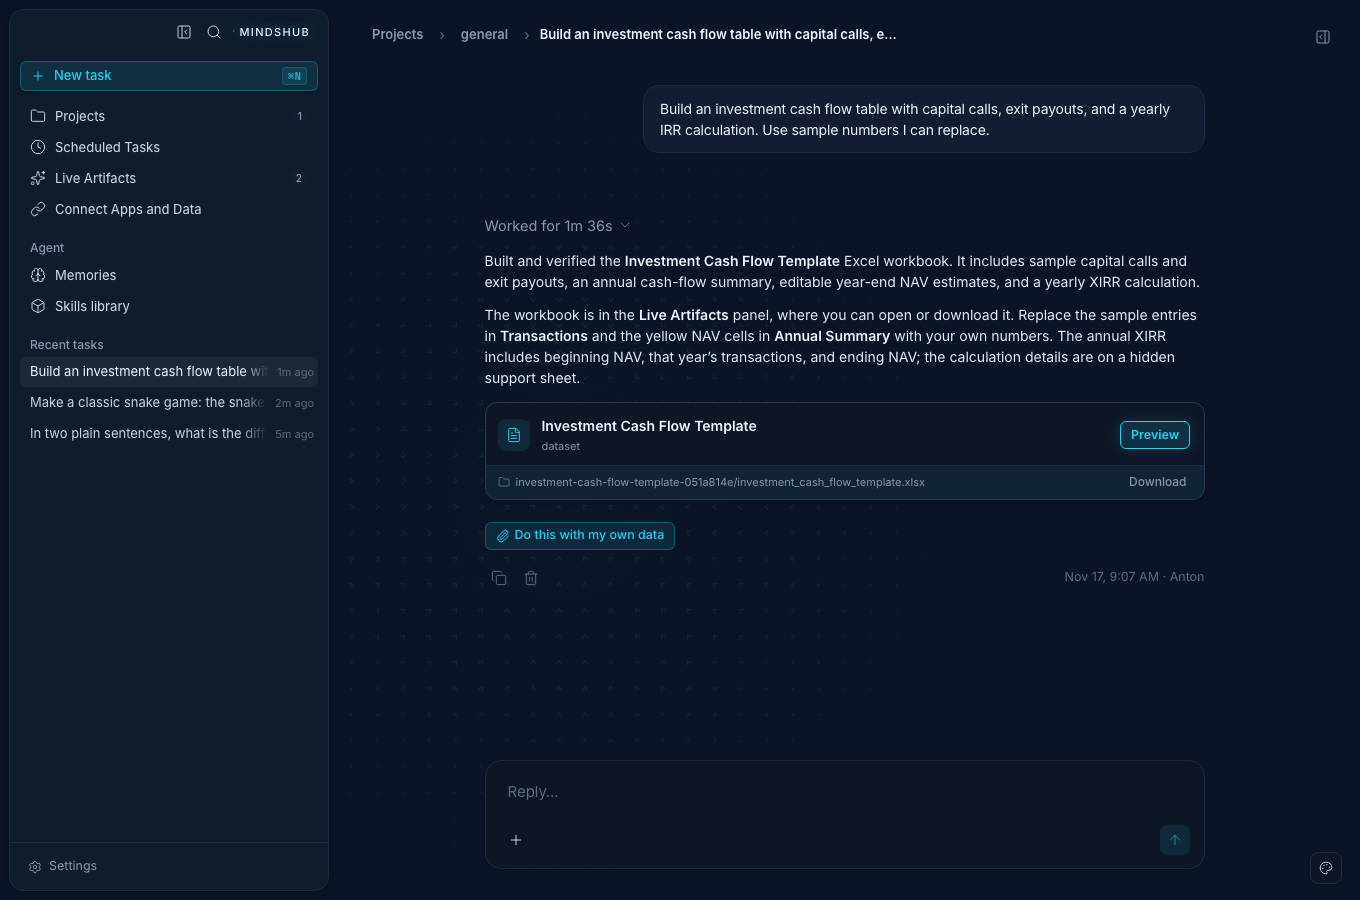 MINDSHUB
New task
⌘N
Projects
1
Scheduled Tasks
Live Artifacts
2
Connect Apps and Data
Agent
Memories
Skills library
Recent tasks
Build an investment cash flow table wit
1m ago
Make a classic snake game: the snake
2m ago
In two plain sentences, what is the diff
5m ago
Settings
Projects › general › Build an investment cash flow table with capital calls, e...
Build an investment cash flow table with capital calls, exit payouts, and a yearly
IRR calculation. Use sample numbers I can replace.
Worked for 1m 36s
Built and verified the Investment Cash Flow Template Excel workbook. It includes sample capital calls and
exit payouts, an annual cash-flow summary, editable year-end NAV estimates, and a yearly XIRR calculation.
The workbook is in the Live Artifacts panel, where you can open or download it. Replace the sample entries
in Transactions and the yellow NAV cells in Annual Summary with your own numbers. The annual XIRR
includes beginning NAV, that year’s transactions, and ending NAV; the calculation details are on a hidden
support sheet.
Investment Cash Flow Template
dataset
Preview
investment-cash-flow-template-051a814e/investment_cash_flow_template.xlsx
Download
Do this with my own data
Nov 17, 9:07 AM · Anton
Reply...